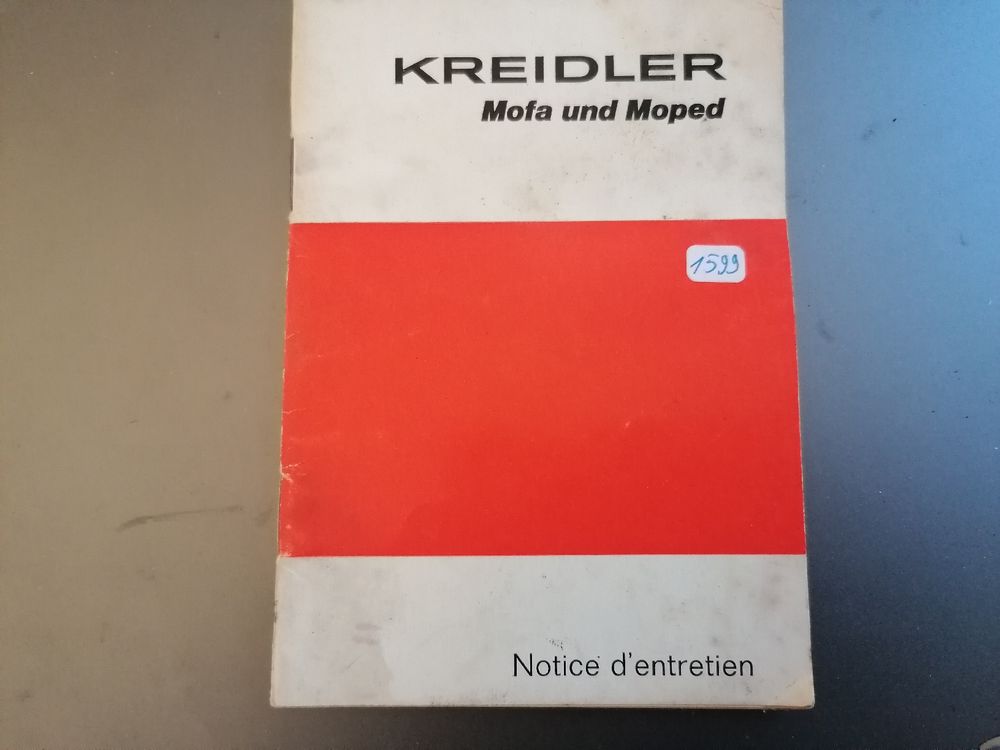 KREIDLER
Mofa und Moped
1599
Notice d'entretien